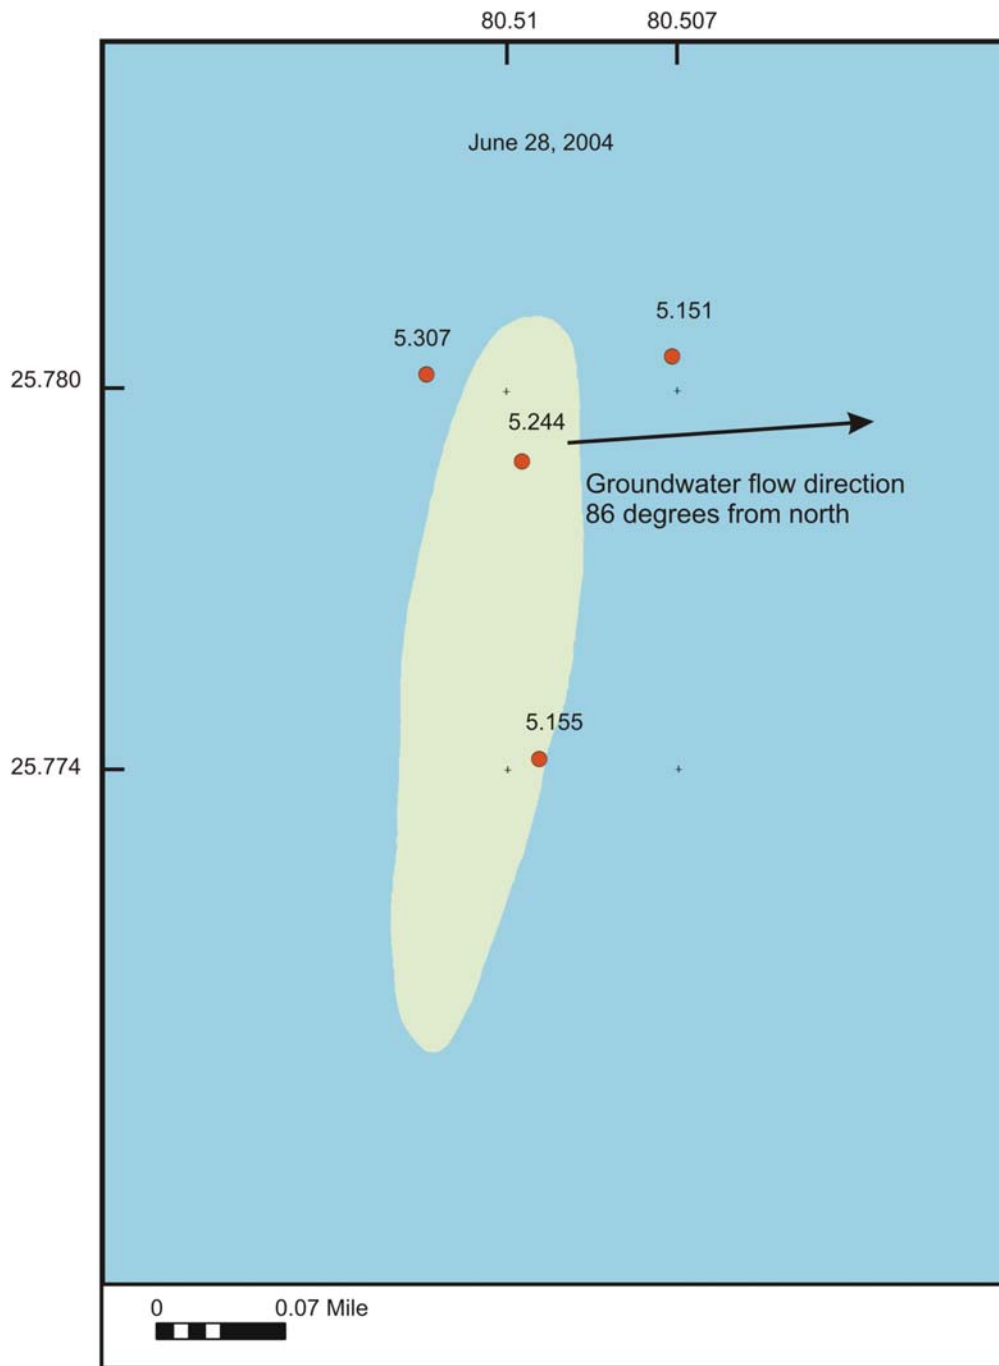 80.51 80.507
June 28, 2004
5.151
5.307
25.780
5.244
Groundwater flow direction
86 degrees from north
5.155
25.774
0 0.07 Mile